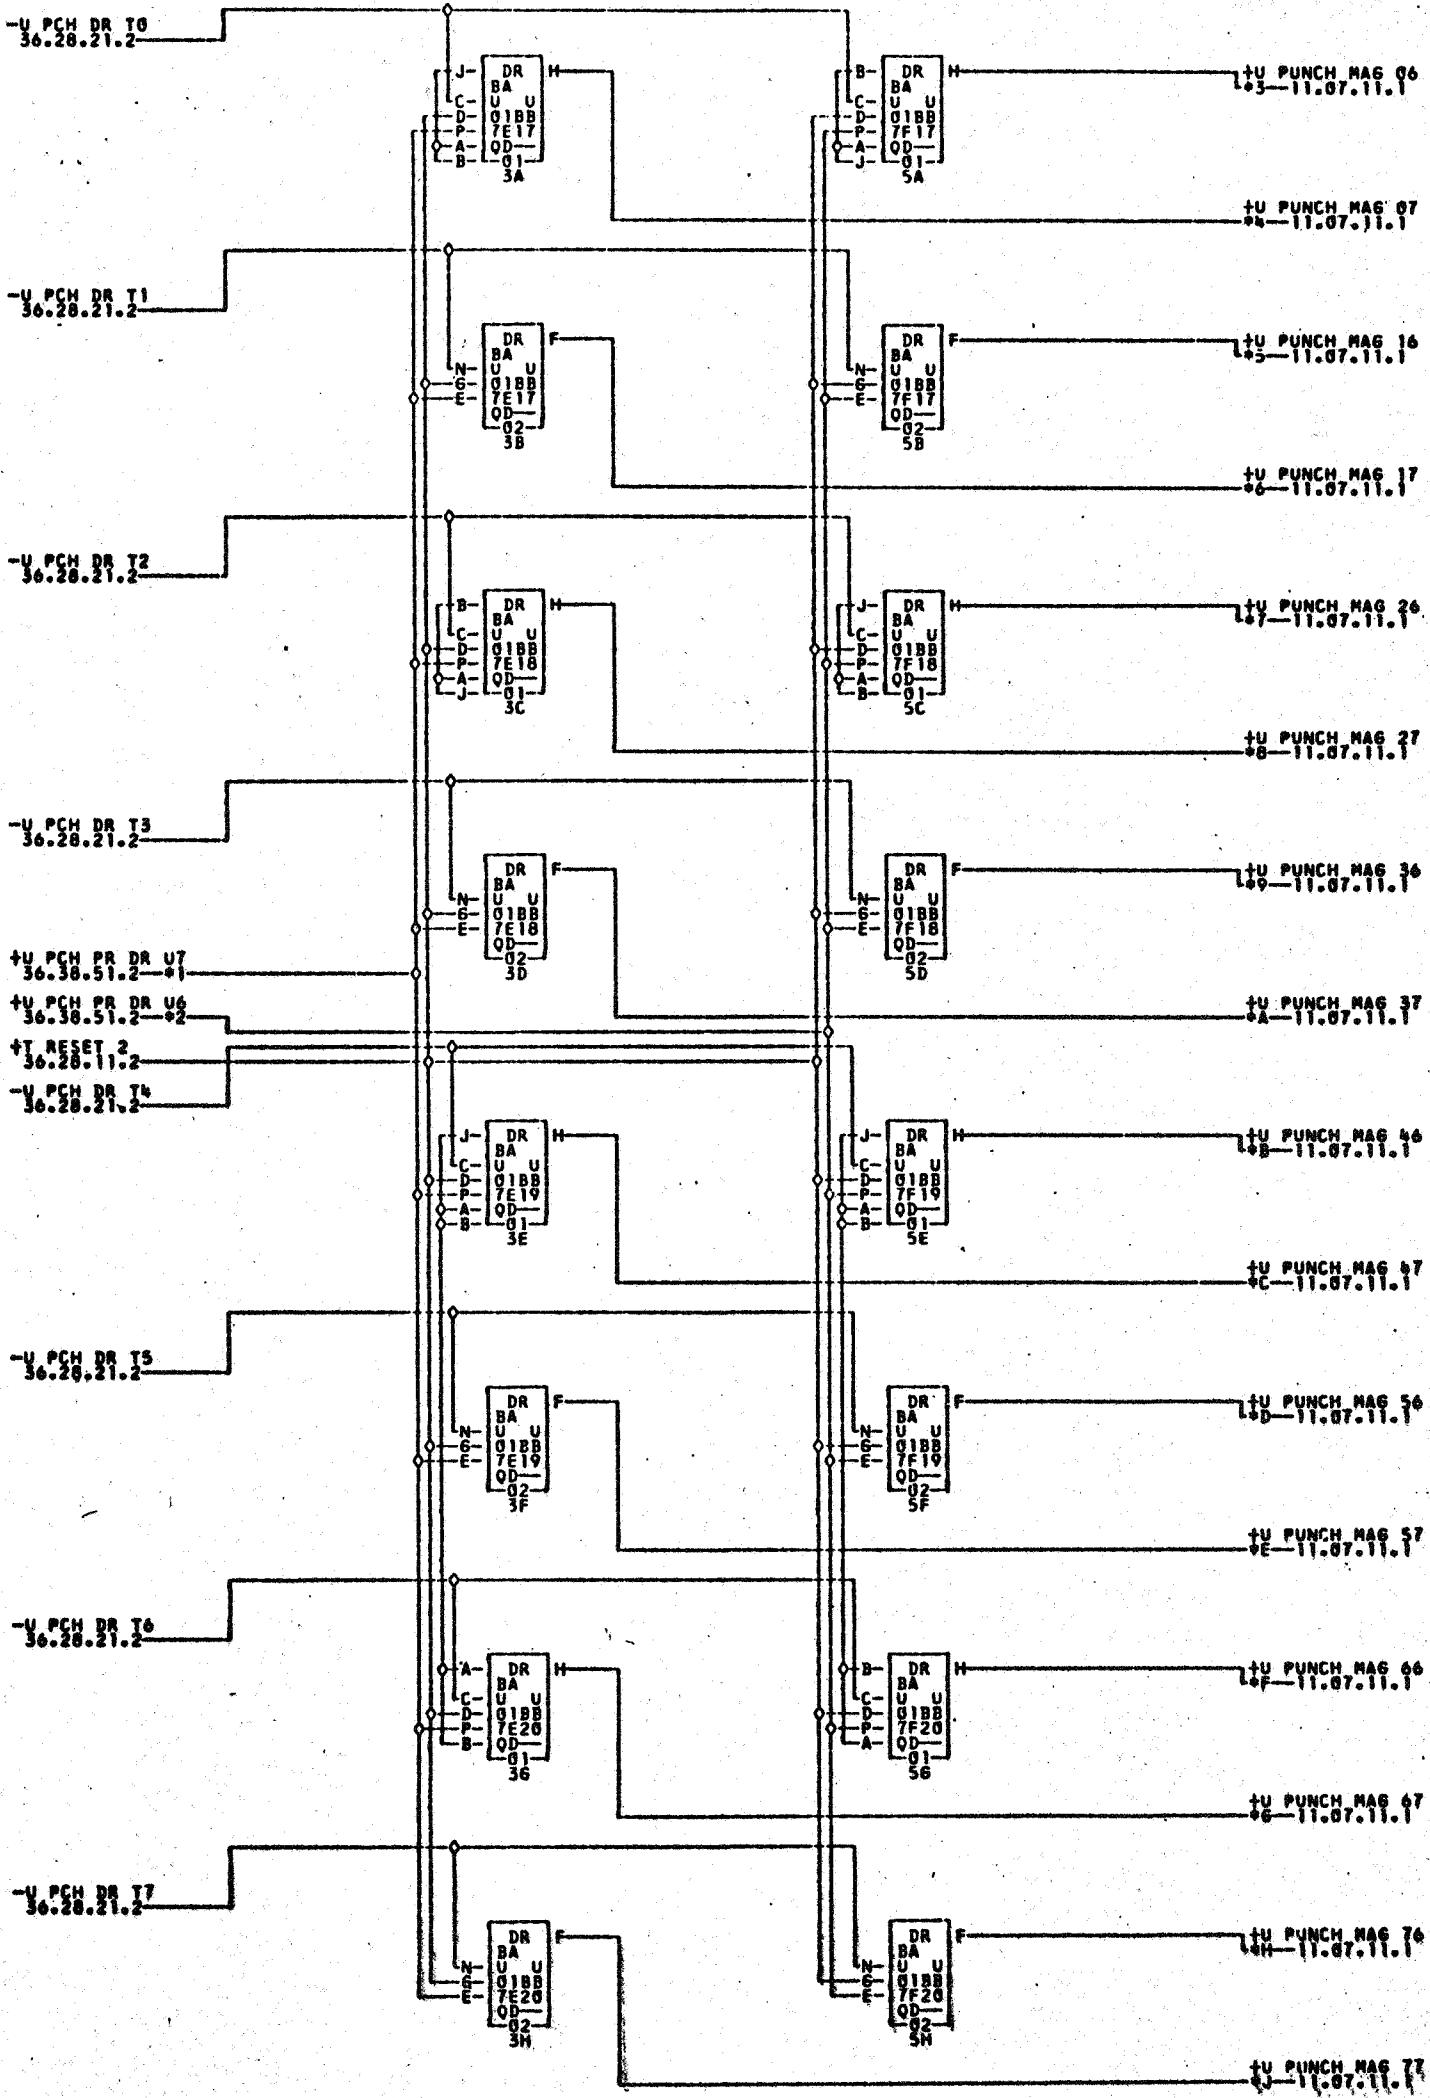 -U PCH DR T0
36.28.21.2
J- DR H
BA
C- U U
D- 01BB
P- 7E17
A- QD
B- 01
3A
B- DR H
BA
C- U U
D- 01BB
P- 7F17
A- QD
J- 01
5A
+U PUNCH MAG 06
*3—11.07.11.1
+U PUNCH MAG 07
*4—11.07.11.1
-U PCH DR T1
36.28.21.2
DR F
BA
N- U U
G- 01BB
E- 7E17
QD
02
3B
DR F
BA
N- U U
G- 01BB
E- 7F17
QD
02
5B
+U PUNCH MAG 16
*5—11.07.11.1
+U PUNCH MAG 17
*6—11.07.11.1
-U PCH DR T2
36.28.21.2
B- DR H
BA
C- U U
D- 01BB
P- 7E18
A- QD
J- 01
3C
J- DR H
BA
C- U U
D- 01BB
P- 7F18
A- QD
B- 01
5C
+U PUNCH MAG 26
*7—11.07.11.1
+U PUNCH MAG 27
*8—11.07.11.1
-U PCH DR T3
36.28.21.2
DR F
BA
N- U U
G- 01BB
E- 7E18
QD
02
3D
DR F
BA
N- U U
G- 01BB
E- 7F18
QD
02
5D
+U PUNCH MAG 36
*9—11.07.11.1
+U PCH PR DR U7
36.38.51.2—*1
+U PCH PR DR U6
36.38.51.2—*2
+U PUNCH MAG 37
*A—11.07.11.1
+T RESET 2
36.28.11.2
-U PCH DR T4
36.28.21.2
J- DR H
BA
C- U U
D- 01BB
P- 7E19
A- QD
B- 01
3E
J- DR H
BA
C- U U
D- 01BB
P- 7F19
A- QD
B- 01
5E
+U PUNCH MAG 46
*B—11.07.11.1
+U PUNCH MAG 47
*C—11.07.11.1
-U PCH DR T5
36.28.21.2
DR F
BA
N- U U
G- 01BB
E- 7E19
QD
02
3F
DR F
BA
N- U U
G- 01BB
E- 7F19
QD
02
5F
+U PUNCH MAG 56
*D—11.07.11.1
+U PUNCH MAG 57
*E—11.07.11.1
-U PCH DR T6
36.28.21.2
A- DR H
BA
C- U U
D- 01BB
P- 7E20
B- QD
01
3G
B- DR H
BA
C- U U
D- 01BB
P- 7F20
A- QD
01
5G
+U PUNCH MAG 66
*F—11.07.11.1
+U PUNCH MAG 67
*G—11.07.11.1
-U PCH DR T7
36.28.21.2
DR F
BA
N- U U
G- 01BB
E- 7E20
QD
02
3H
DR F
BA
N- U U
G- 01BB
E- 7F20
QD
02
5H
+U PUNCH MAG 76
*H—11.07.11.1
+U PUNCH MAG 77
*J—11.07.11.1